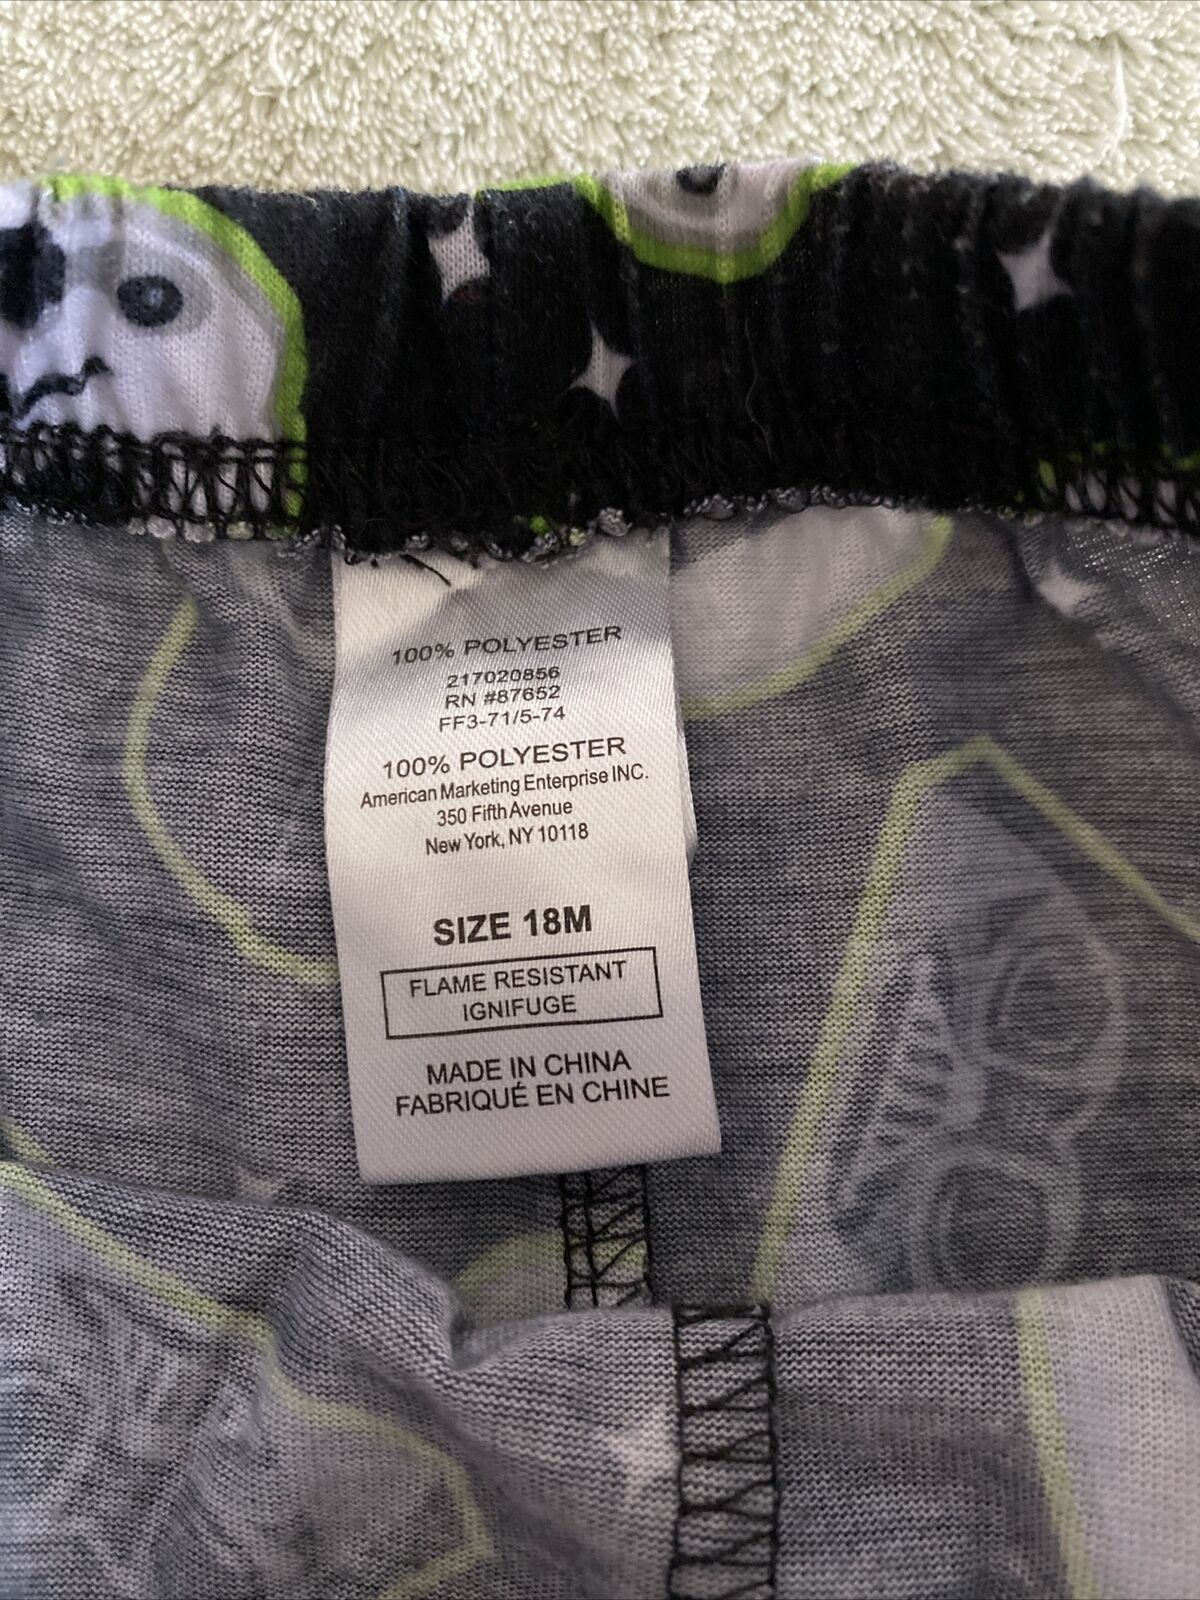 100% POLYESTER
217020856
RN #87652
FF3-71/5-74
100% POLYESTER
American Marketing Enterprise INC.
350 Fifth Avenue
New York, NY 10118
SIZE 18M
FLAME RESISTANT
IGNIFUGE
MADE IN CHINA
FABRIQUÉ EN CHINE